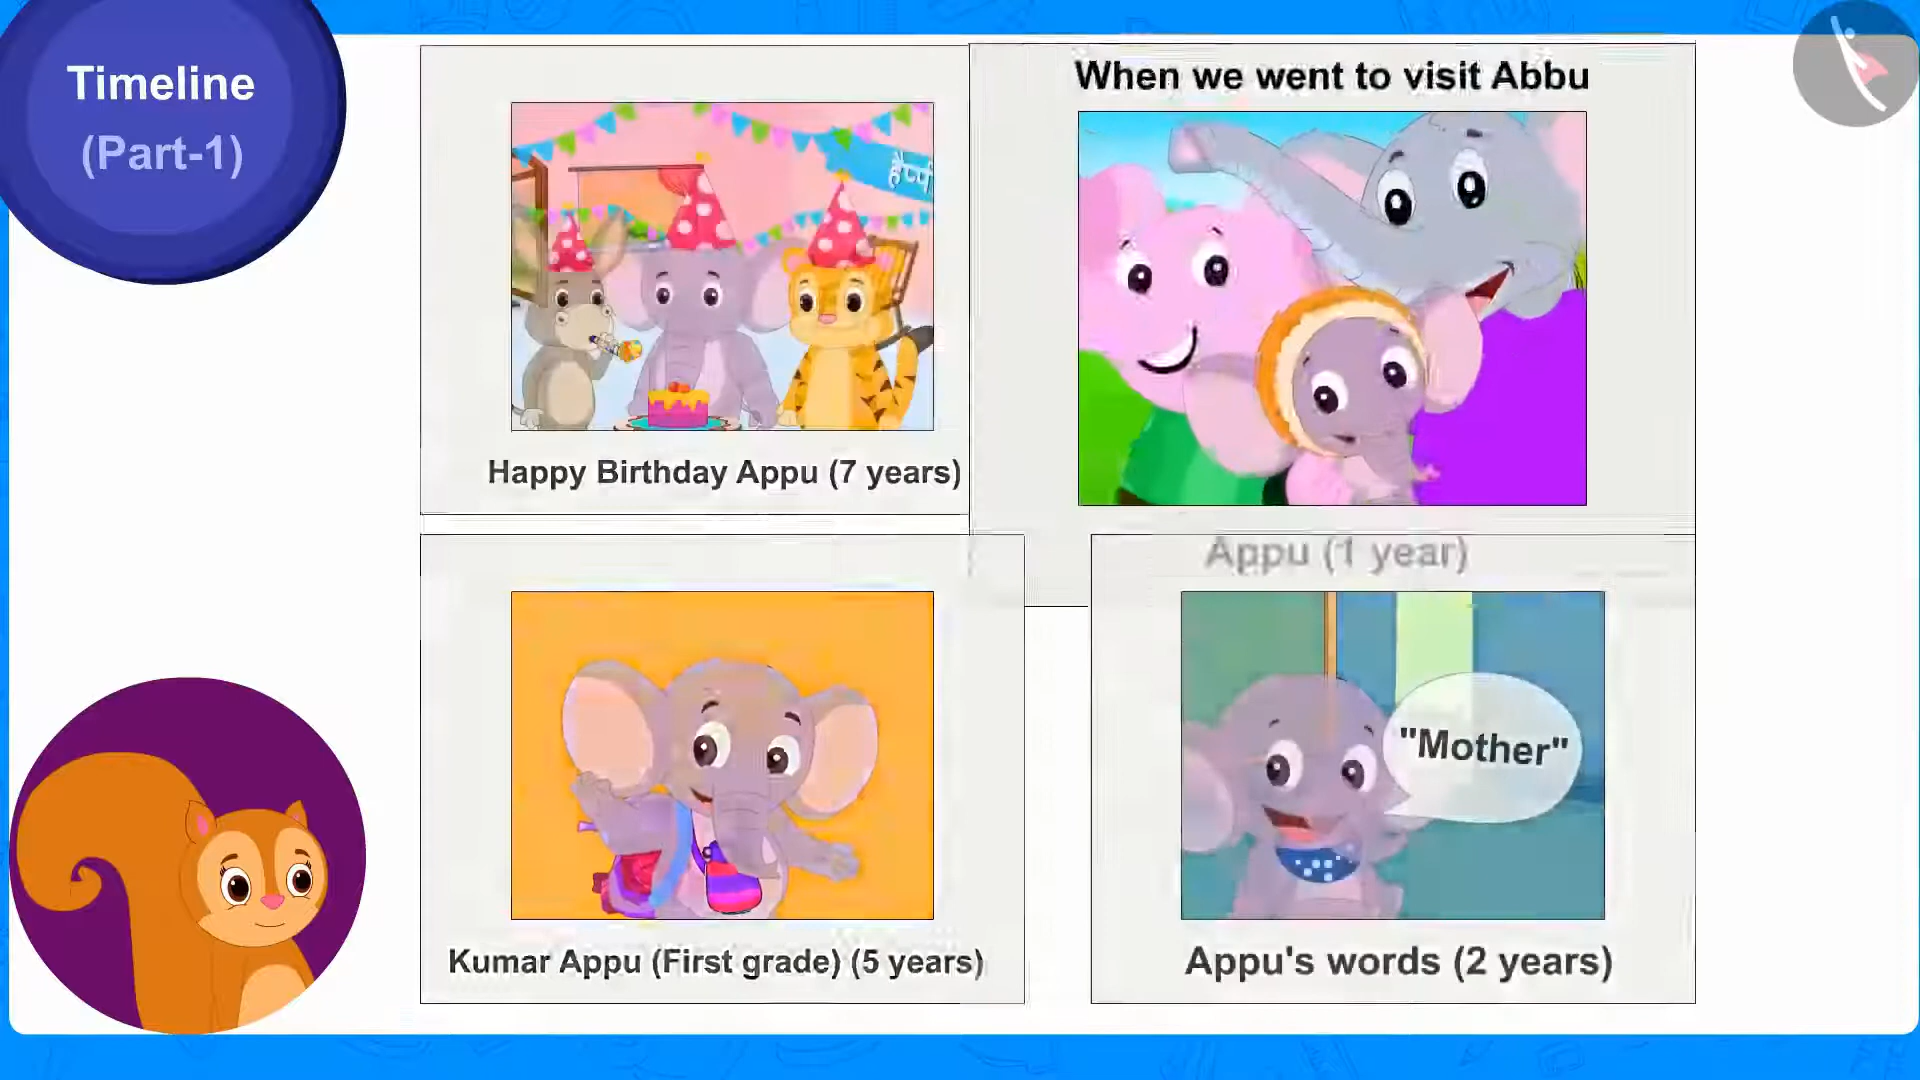 Timeline
(Part-1)
When we went to visit Abbu
हैप्पी
Happy Birthday Appu (7 years)
Appu (1 year)
"Mother"
Kumar Appu (First grade) (5 years)
Appu's words (2 years)